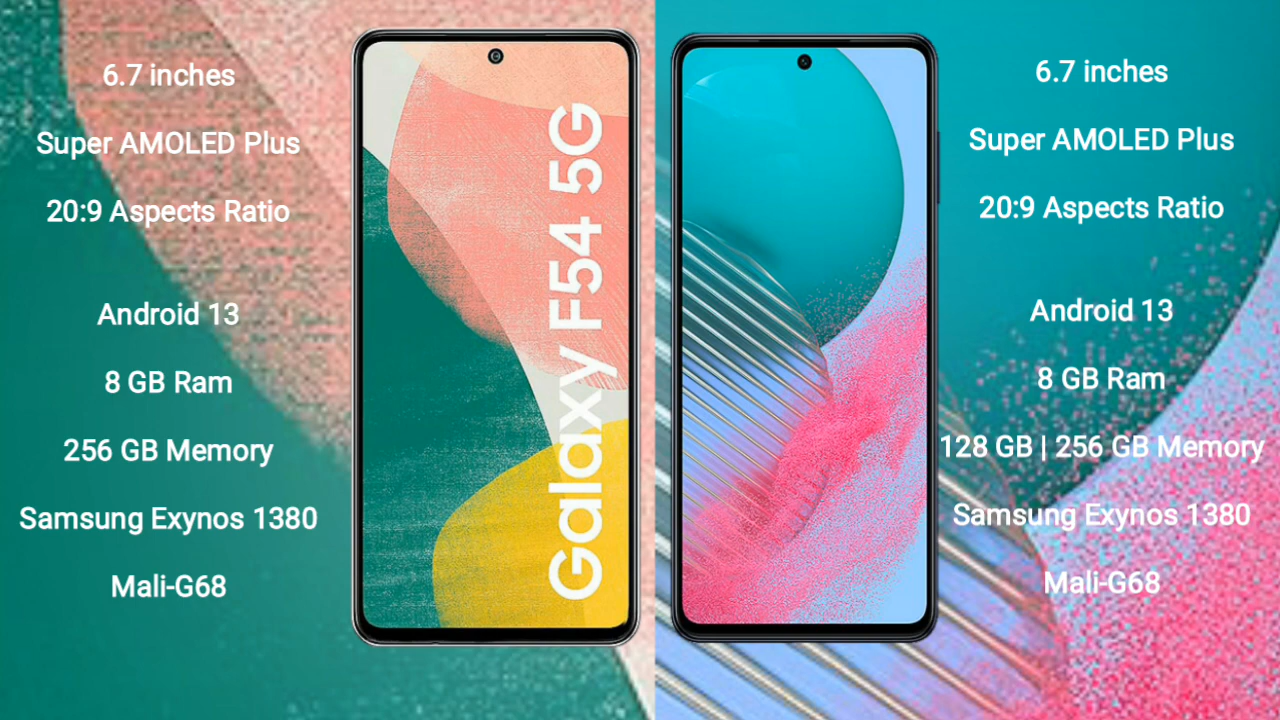 6.7 inches
Super AMOLED Plus
20:9 Aspects Ratio
Android 13
8 GB Ram
256 GB Memory
Samsung Exynos 1380
Mali-G68
Galaxy F54 5G
6.7 inches
Super AMOLED Plus
20:9 Aspects Ratio
Android 13
8 GB Ram
128 GB | 256 GB Memory
Samsung Exynos 1380
Mali-G68